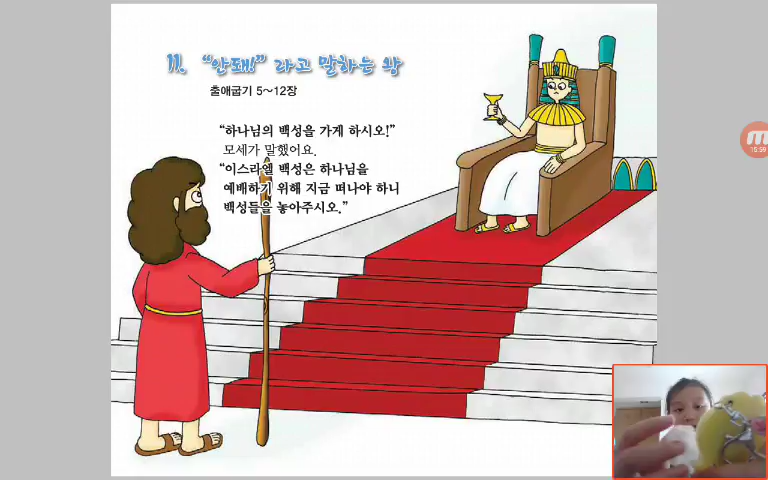 11. “안돼!” 라고 말하는 왕
출애굽기 5~12장
“하나님의 백성을 가게 하시오!”
모세가 말했어요.
“이스라엘 백성은 하나님을
예배하기 위해 지금 떠나야 하니
백성들을 놓아주시오.”
M
15:59